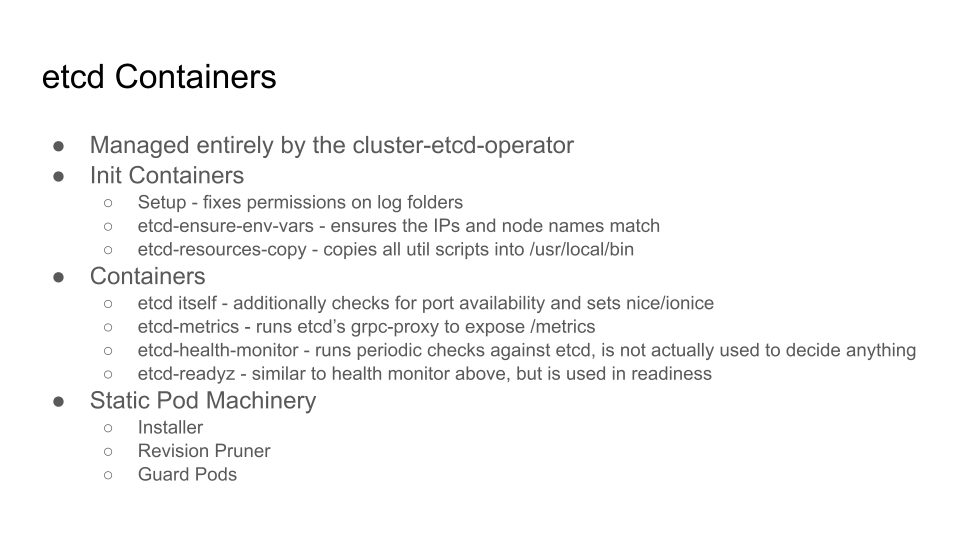 etcd Containers
● Managed entirely by the cluster-etcd-operator
● Init Containers
○ Setup - fixes permissions on log folders
○ etcd-ensure-env-vars - ensures the IPs and node names match
○ etcd-resources-copy - copies all util scripts into /usr/local/bin
● Containers
○ etcd itself - additionally checks for port availability and sets nice/ionice
○ etcd-metrics - runs etcd’s grpc-proxy to expose /metrics
○ etcd-health-monitor - runs periodic checks against etcd, is not actually used to decide anything
○ etcd-readyz - similar to health monitor above, but is used in readiness
● Static Pod Machinery
○ Installer
○ Revision Pruner
○ Guard Pods